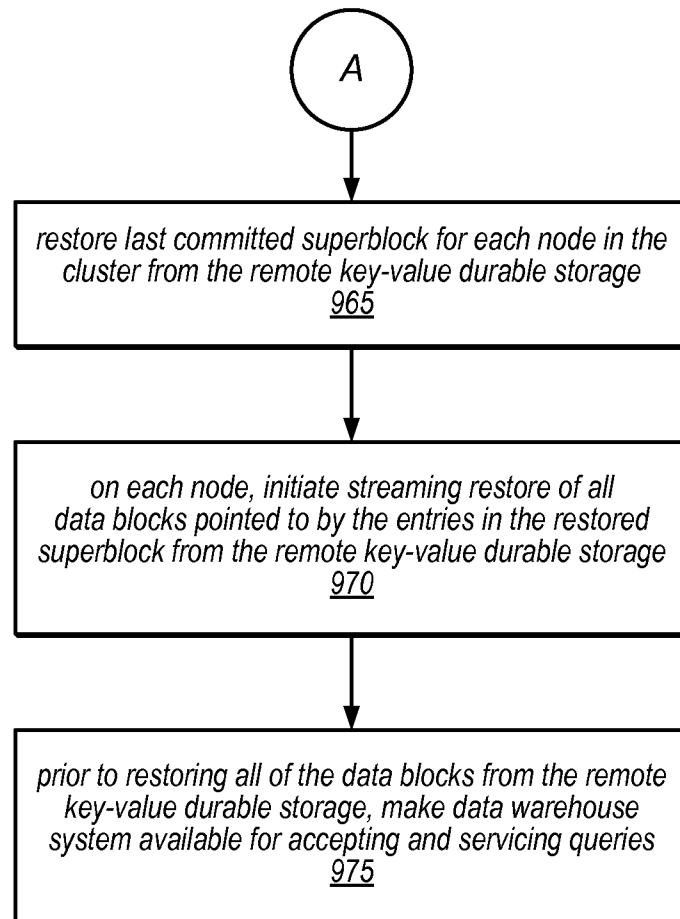 A
restore last committed superblock for each node in the
cluster from the remote key-value durable storage
965
on each node, initiate streaming restore of all
data blocks pointed to by the entries in the restored
superblock from the remote key-value durable storage
970
prior to restoring all of the data blocks from the remote
key-value durable storage, make data warehouse
system available for accepting and servicing queries
975